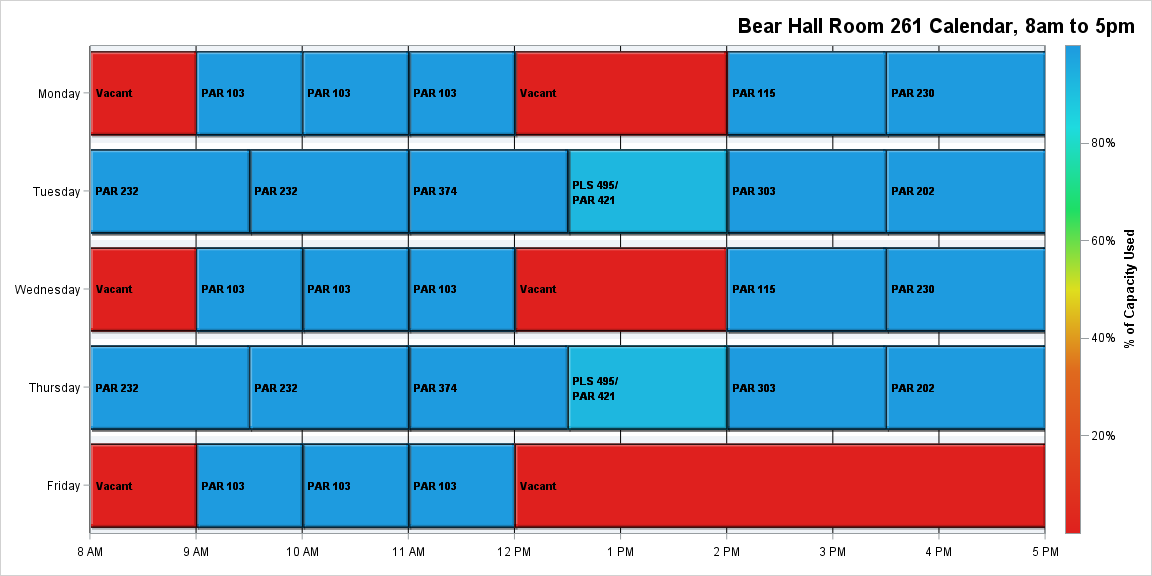 Bear Hall Room 261 Calendar, 8am to 5pm
Monday
Vacant
PAR 103
PAR 103
PAR 103
Vacant
PAR 115
PAR 230
Tuesday
PAR 232
PAR 232
PAR 374
PLS 495/
PAR 421
PAR 303
PAR 202
Wednesday
Vacant
PAR 103
PAR 103
PAR 103
Vacant
PAR 115
PAR 230
Thursday
PAR 232
PAR 232
PAR 374
PLS 495/
PAR 421
PAR 303
PAR 202
Friday
Vacant
PAR 103
PAR 103
PAR 103
Vacant
8 AM
9 AM
10 AM
11 AM
12 PM
1 PM
2 PM
3 PM
4 PM
5 PM
80%
60%
40%
20%
% of Capacity Used